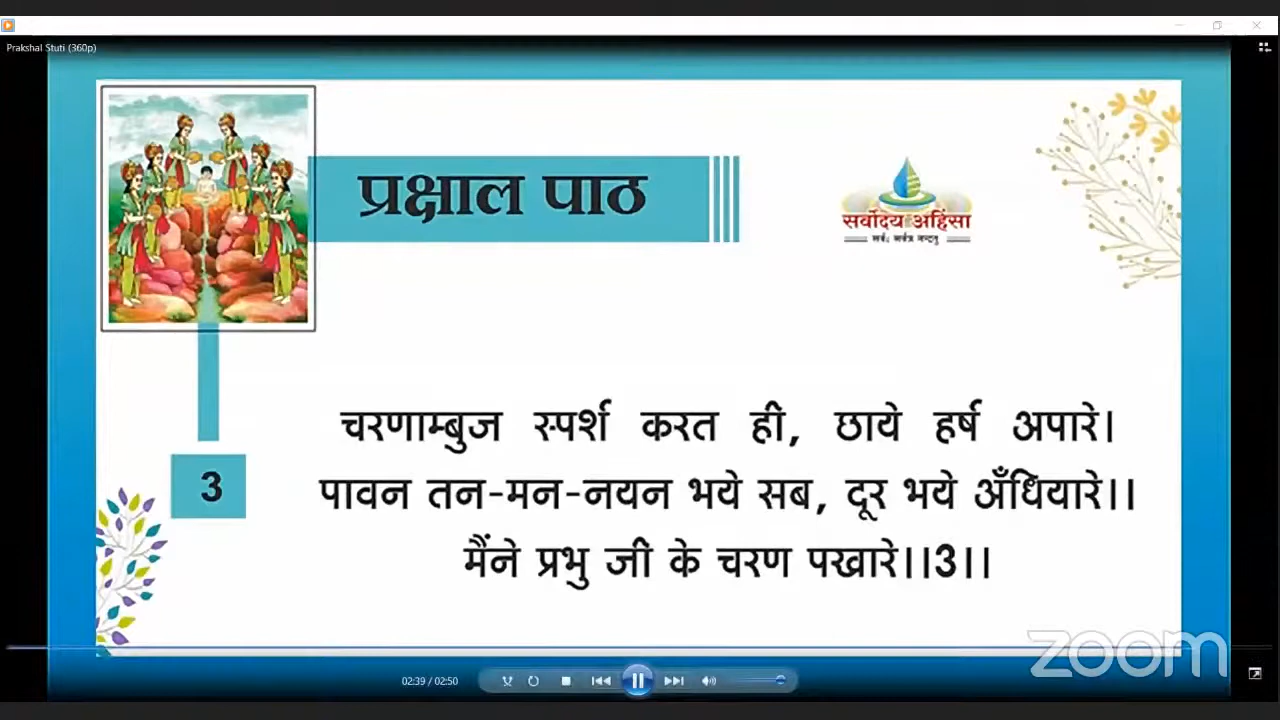 Prakshal Stuti (360p)
प्रक्षाल पाठ
सर्वोदय अहिंसा
चरणाम्बुज स्पर्श करत ही, छाये हर्ष अपारे।
पावन तन-मन-नयन भये सब, दूर भये अँधियारे।।
3
मैंने प्रभु जी के चरण पखारे।।3।।
zoom
02:39 / 02:50